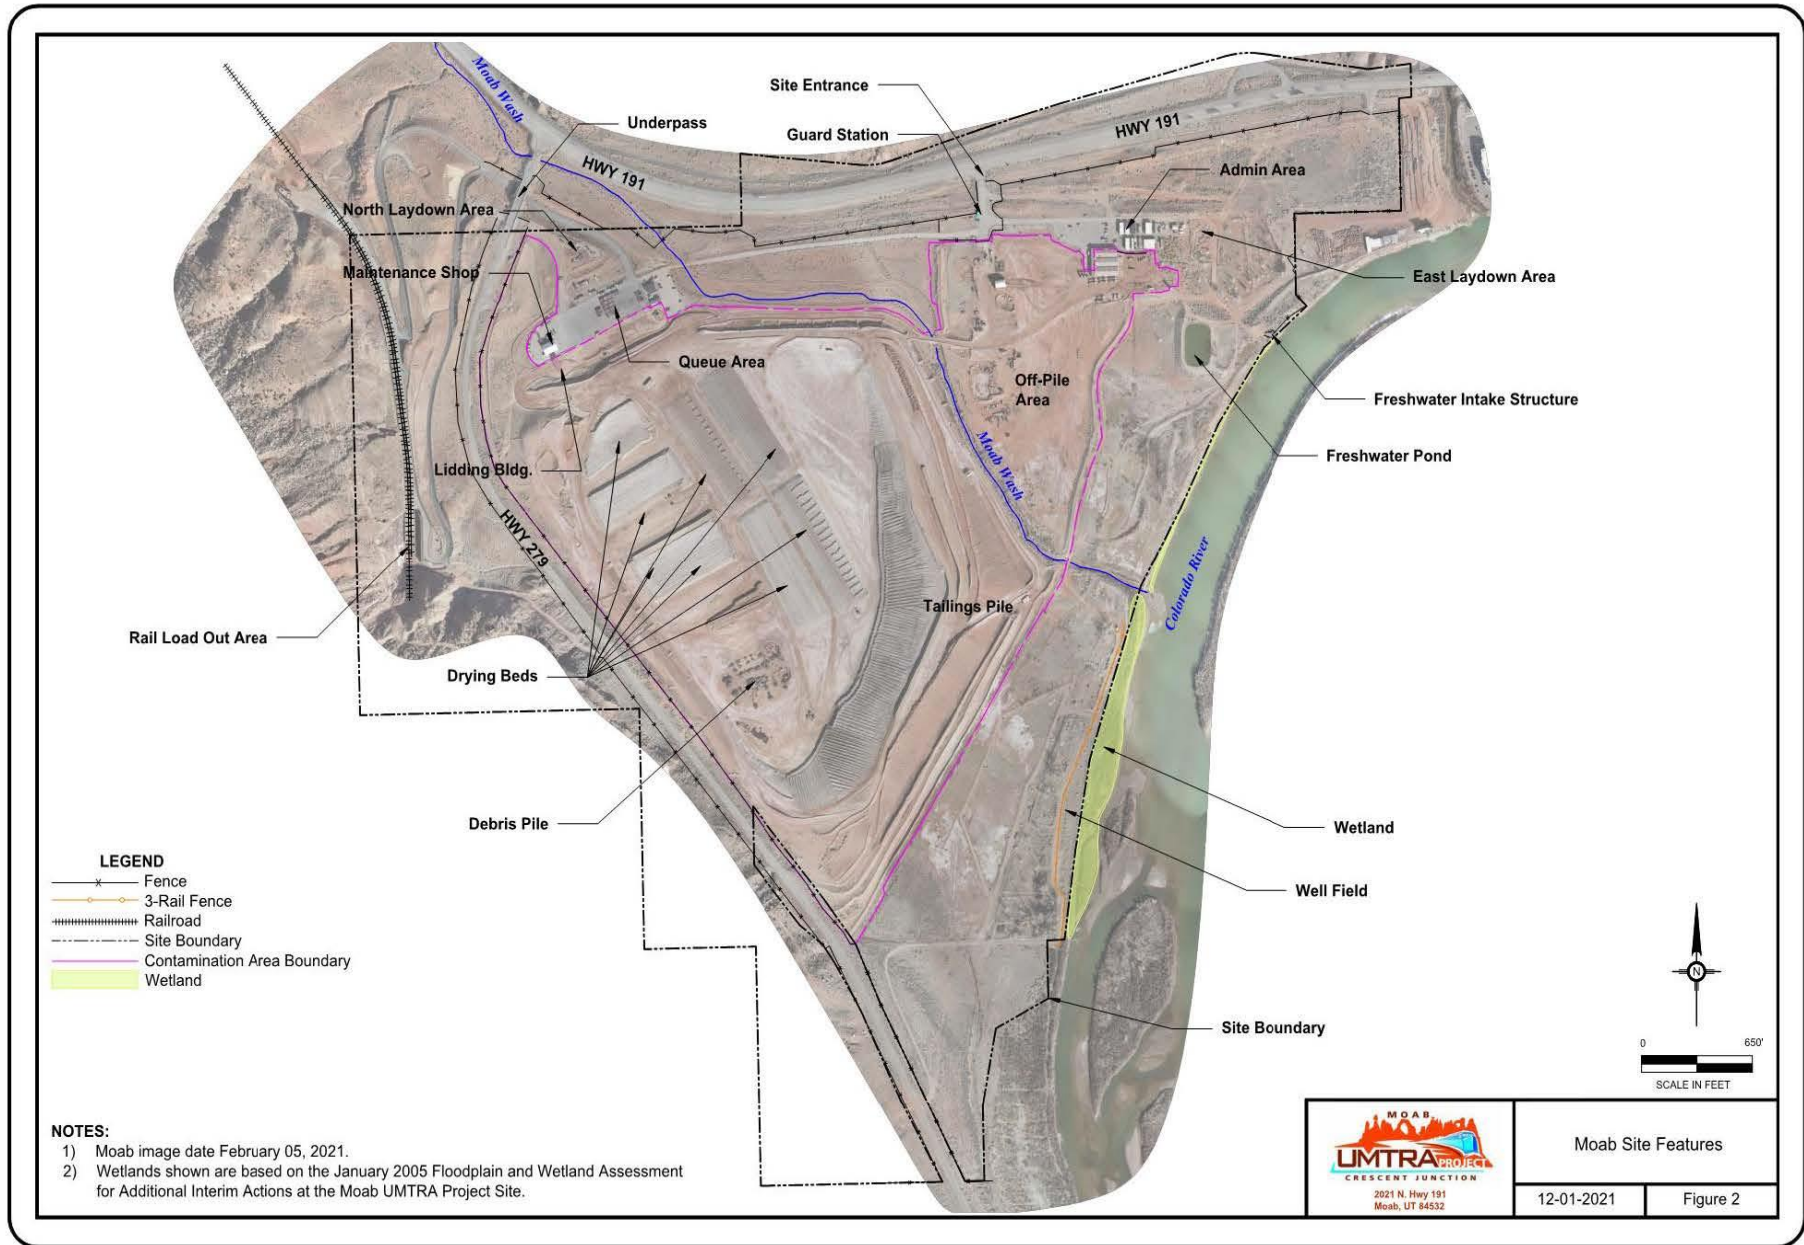 Moab Wash
Site Entrance
Underpass
Guard Station
HWY 191
HWY 191
Admin Area
North Laydown Area
Maintenance Shop
East Laydown Area
Queue Area
Off-Pile
Area
Freshwater Intake Structure
Moab Wash
Freshwater Pond
Lidding Bldg.
HWY 279
Colorado River
Tailings Pile
Rail Load Out Area
Drying Beds
Debris Pile
Wetland
Well Field
Site Boundary
LEGEND
Fence
3-Rail Fence
Railroad
Site Boundary
Contamination Area Boundary
Wetland
N
0 650'
SCALE IN FEET
NOTES:
1) Moab image date February 05, 2021.
2) Wetlands shown are based on the January 2005 Floodplain and Wetland Assessment
for Additional Interim Actions at the Moab UMTRA Project Site.
MOAB
UMTRA PROJECT
CRESCENT JUNCTION
2021 N. Hwy 191
Moab, UT 84532
Moab Site Features
12-01-2021 Figure 2